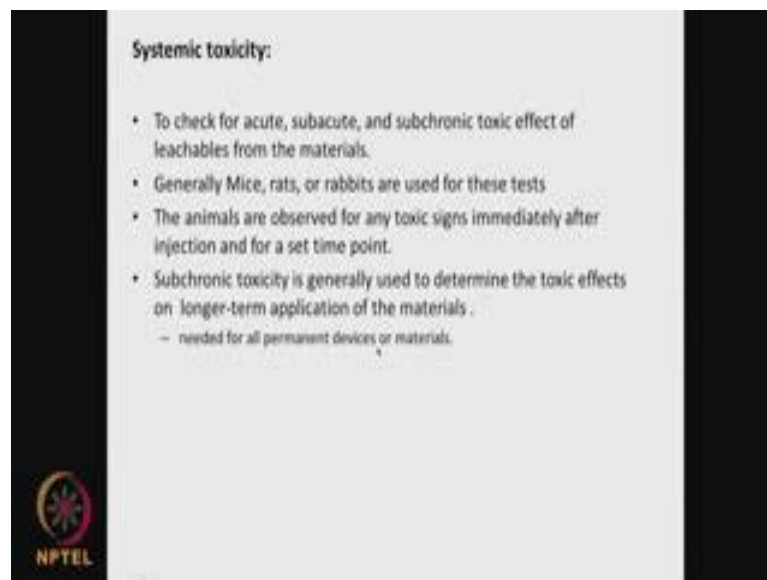 Systemic toxicity:
• To check for acute, subacute, and subchronic toxic effect of
leachables from the materials.
• Generally Mice, rats, or rabbits are used for these tests
• The animals are observed for any toxic signs immediately after
injection and for a set time point.
• Subchronic toxicity is generally used to determine the toxic effects
on longer-term application of the materials .
– needed for all permanent devices or materials.
NPTEL